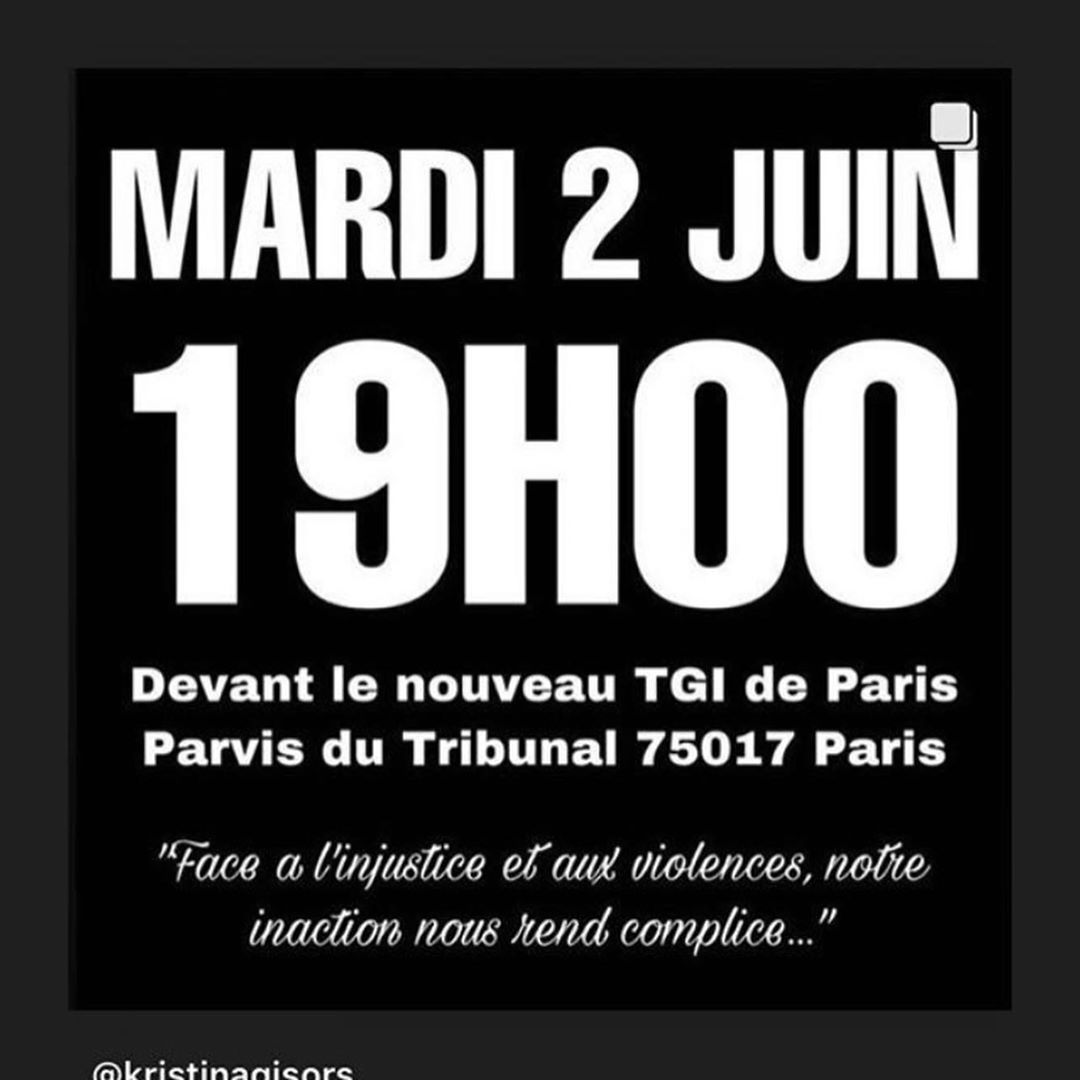 MARDI 2 JUIN
19H00
Devant le nouveau TGI de Paris
Parvis du Tribunal 75017 Paris
"Face a l'injustice et aux violences, notre
inaction nous rend complice..."
@kristinagisors